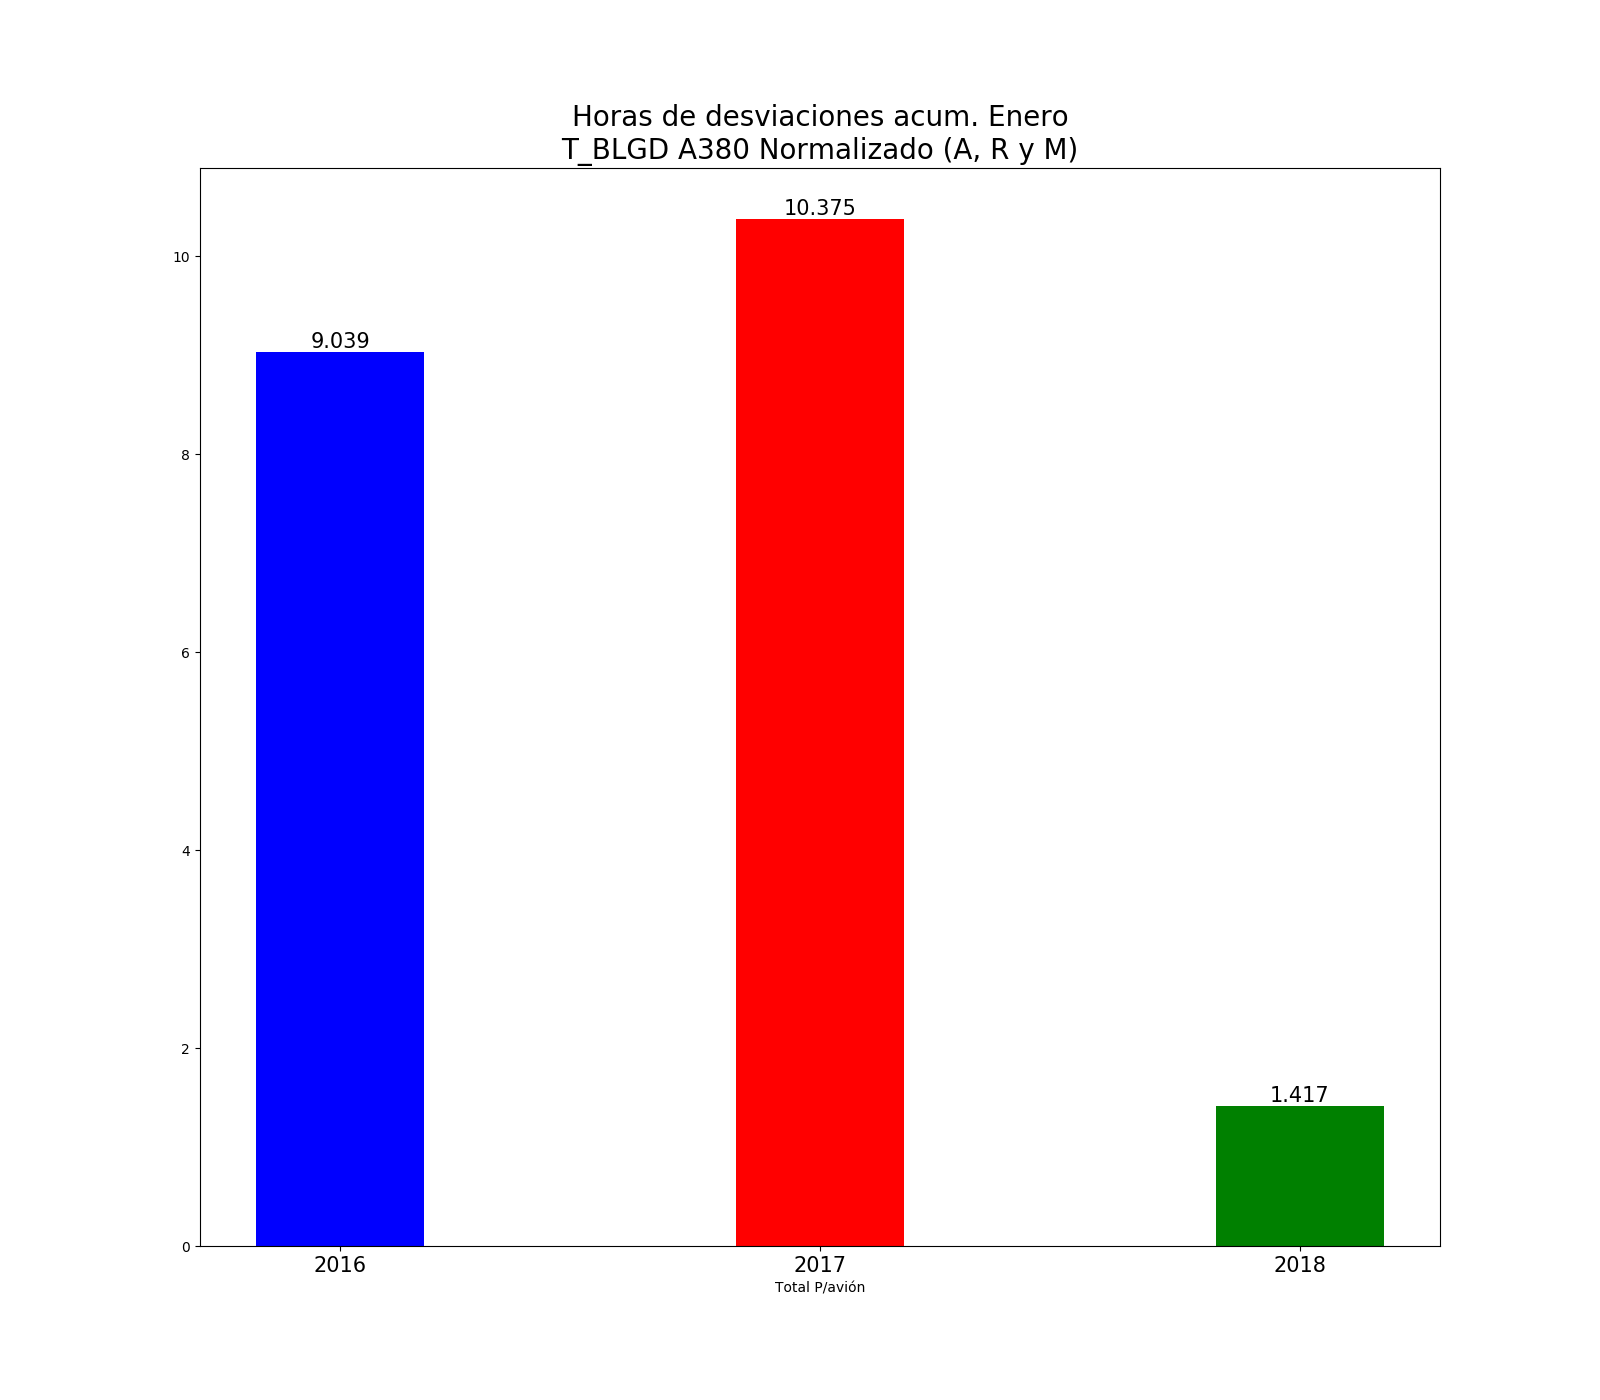 Horas de desviaciones acum. Enero
T_BLGD A380 Normalizado (A, R y M)
10.375
10
9.039
8
6
4
2
1.417
0
2016 2017 2018
Total P/avión